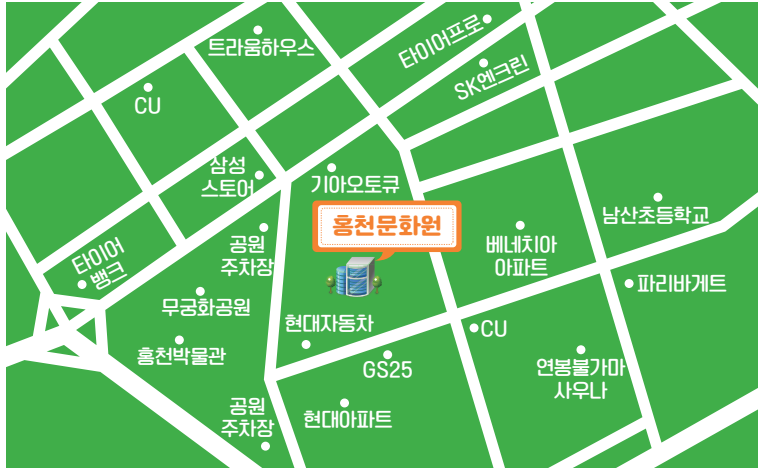 트라움하우스
타이어프로
SK엔크린
CU
삼성
스토어
기아오토큐
홍천문화원
남산초등학교
공원
주차장
베네치아
아파트
타이어
뱅크
파리바게트
무궁화공원
현대자동차
CU
홍천박물관
GS25
연봉불가마
사우나
공원
주차장
현대아파트